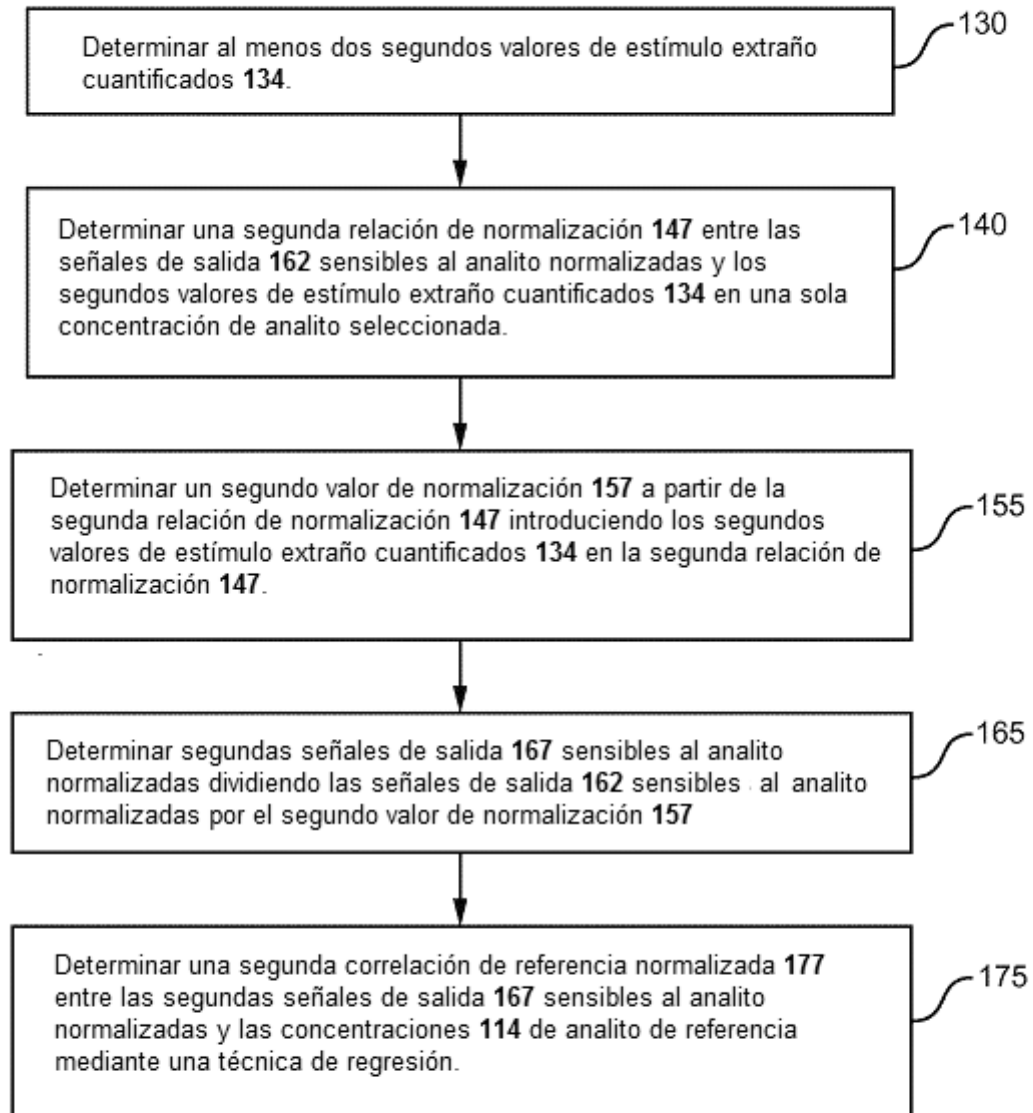 130
Determinar al menos dos segundos valores de estímulo extraño
cuantificados 134.
140
Determinar una segunda relación de normalización 147 entre las
señales de salida 162 sensibles al analito normalizadas y los
segundos valores de estímulo extraño cuantificados 134 en una sola
concentración de analito seleccionada.
155
Determinar un segundo valor de normalización 157 a partir de la
segunda relación de normalización 147 introduciendo los segundos
valores de estímulo extraño cuantificados 134 en la segunda relación de
normalización 147.
165
Determinar segundas señales de salida 167 sensibles al analito
normalizadas dividiendo las señales de salida 162 sensibles al analito
normalizadas por el segundo valor de normalización 157
175
Determinar una segunda correlación de referencia normalizada 177
entre las segundas señales de salida 167 sensibles al analito
normalizadas y las concentraciones 114 de analito de referencia
mediante una técnica de regresión.